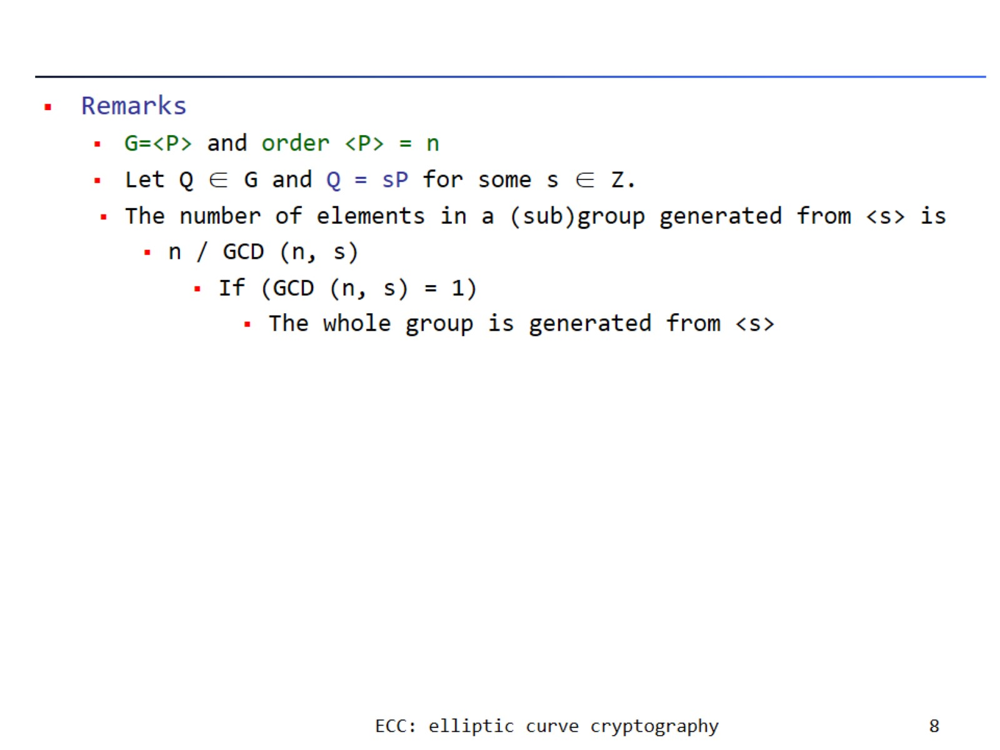 Remarks
G=<P> and order <P> = n
Let Q ∈ G and Q = sP for some s ∈ Z.
The number of elements in a (sub)group generated from <s> is
n / GCD (n, s)
If (GCD (n, s) = 1)
The whole group is generated from <s>
ECC: elliptic curve cryptography 8